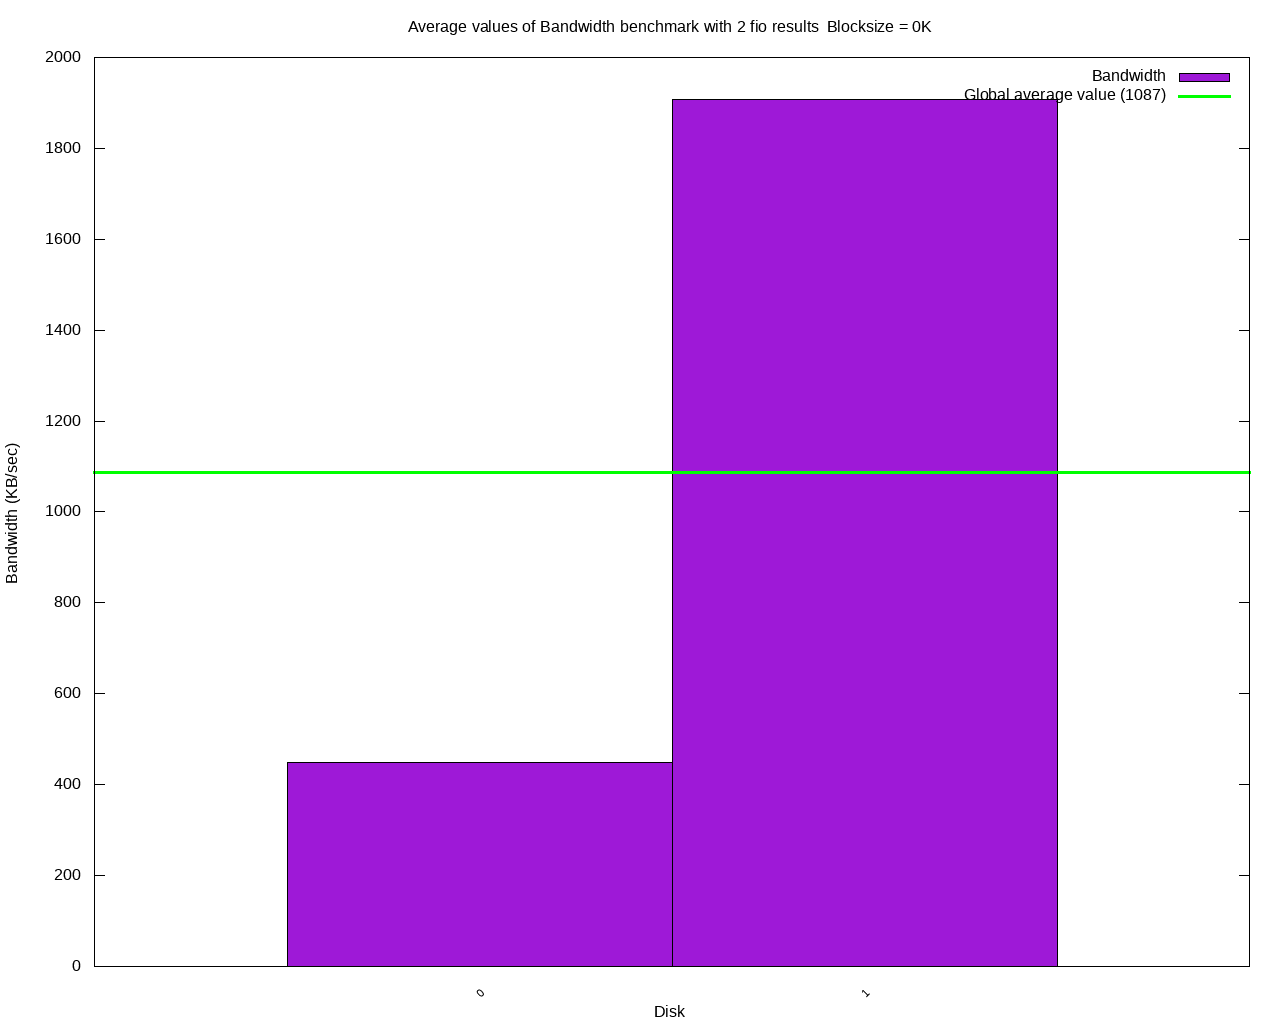 Average values of Bandwidth benchmark with 2 fio results  Blocksize = 0K
2000
1800
1600
1400
1200
1000
800
600
400
200
0
Bandwidth (KB/sec)
Bandwidth
Global average value (1087)
0
1
Disk